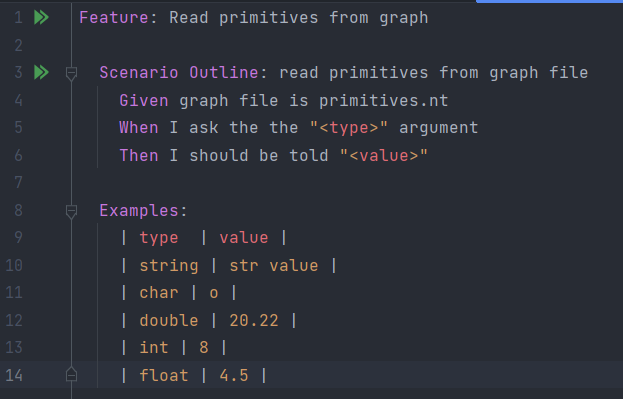 1 Feature: Read primitives from graph
2
3 Scenario Outline: read primitives from graph file
4 Given graph file is primitives.nt
5 When I ask the the "<type>" argument
6 Then I should be told "<value>"
7
8 Examples:
9 | type  | value |
10 | string | str value |
11 | char | o |
12 | double | 20.22 |
13 | int | 8 |
14 | float | 4.5 |